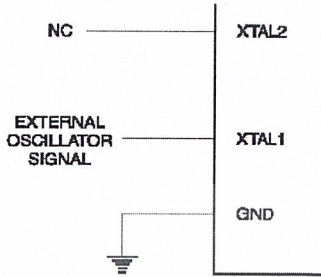 NC
XTAL2
EXTERNAL
OSCILLATOR
SIGNAL
XTAL1
GND